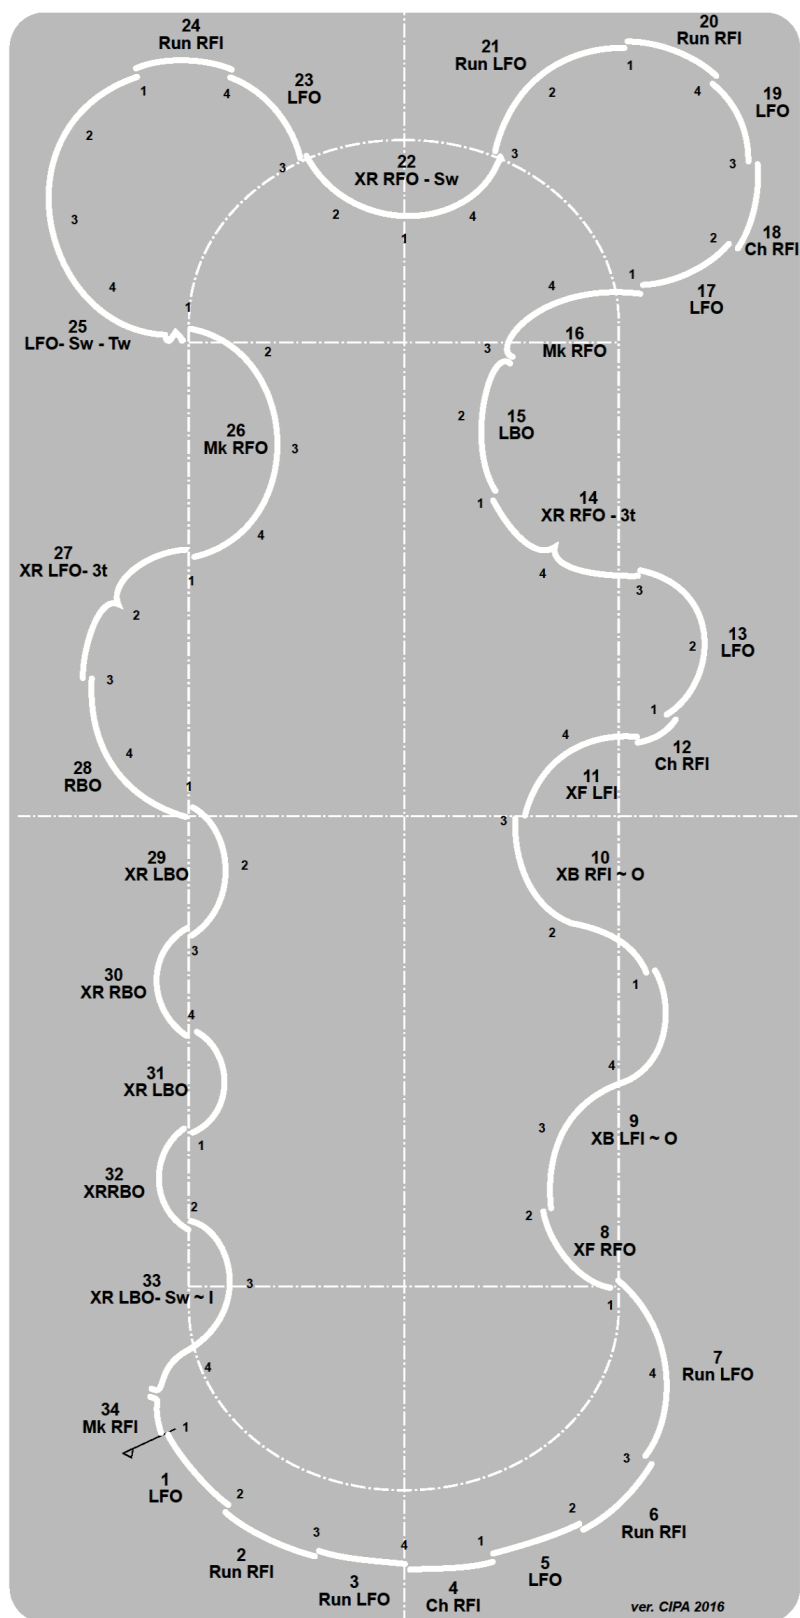 24
Run RFI
20
Run RFI
21
Run LFO
1
4
23
LFO
1
4
19
LFO
2
2
3
22
XR RFO - Sw
3
3
2
4
1
3
2
18
Ch RFI
4
1
17
LFO
4
1
25
LFO- Sw - Tw
2
3
16
Mk RFO
26
Mk RFO
3
2
15
LBO
4
1
14
XR RFO - 3t
27
XR LFO- 3t
1
4
3
2
13
LFO
2
3
1
4
12
Ch RFI
28
RBO
4
11
XF LFI
1
3
29
XR LBO
2
10
XB RFI ~ O
2
3
30
XR RBO
1
4
31
XR LBO
4
9
XB LFI ~ O
3
1
32
XRRBO
2
2
8
XF RFO
33
XR LBO- Sw ~ I
3
1
7
Run LFO
4
4
34
Mk RFI
1
3
1
LFO
2
2
6
Run RFI
3
4
1
2
Run RFI
5
LFO
3
Run LFO
4
Ch RFI
ver. CIPA 2016